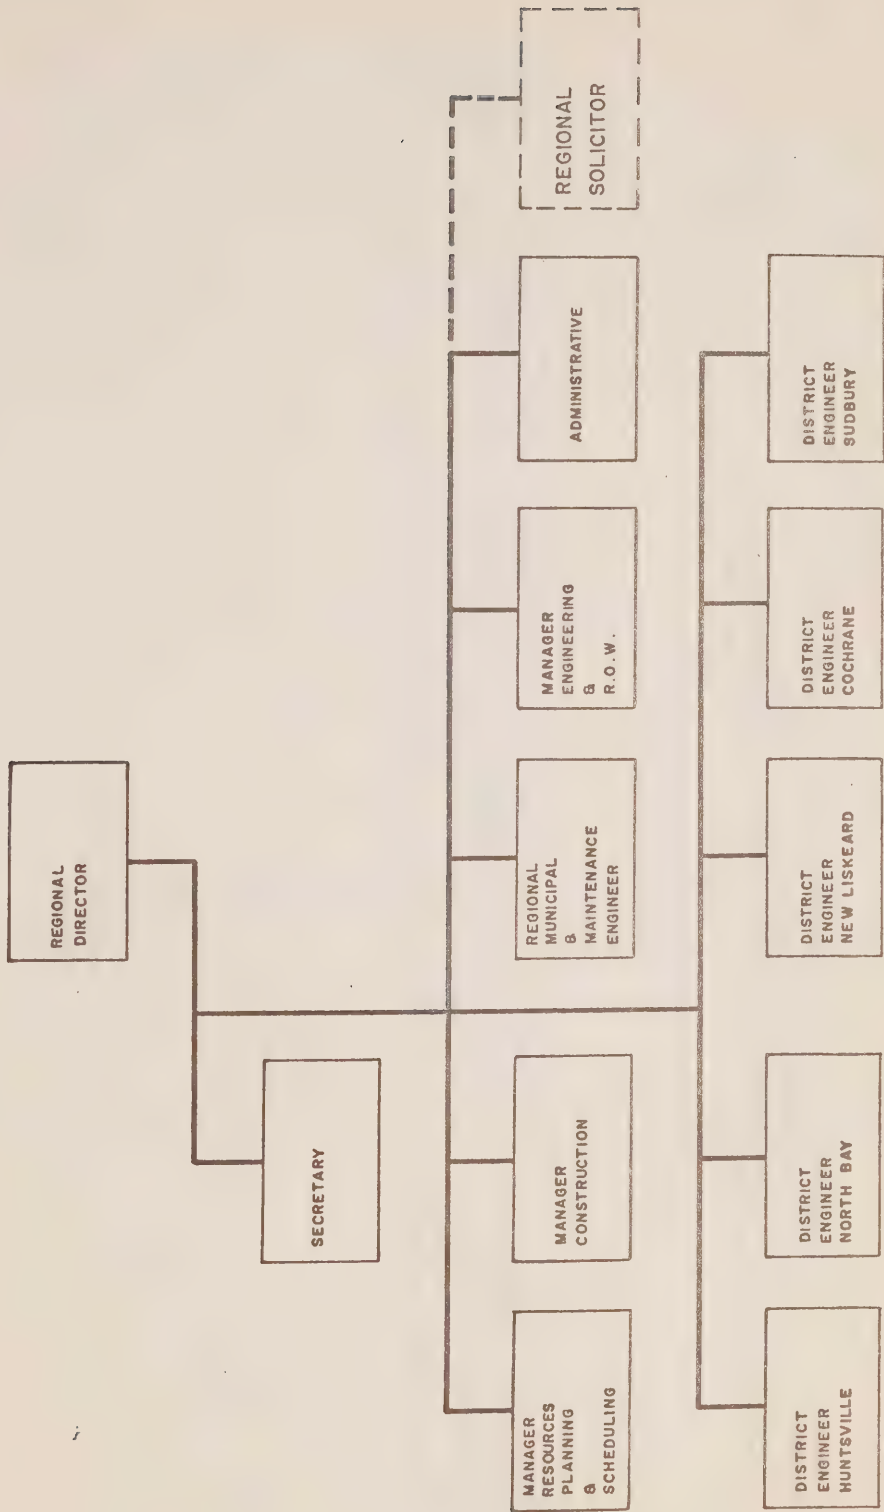 REGIONAL
DIRECTOR
SECRETARY
MANAGER
RESOURCES
PLANNING
&
SCHEDULING
MANAGER
CONSTRUCTION
REGIONAL
MUNICIPAL
&
MAINTENANCE
ENGINEER
MANAGER
ENGINEERING
&
R.O.W.
ADMINISTRATIVE
REGIONAL
SOLICITOR
DISTRICT
ENGINEER
HUNTSVILLE
DISTRICT
ENGINEER
NORTH BAY
DISTRICT
ENGINEER
NEW LISKEARD
DISTRICT
ENGINEER
COCHRANE
DISTRICT
ENGINEER
SUDBURY